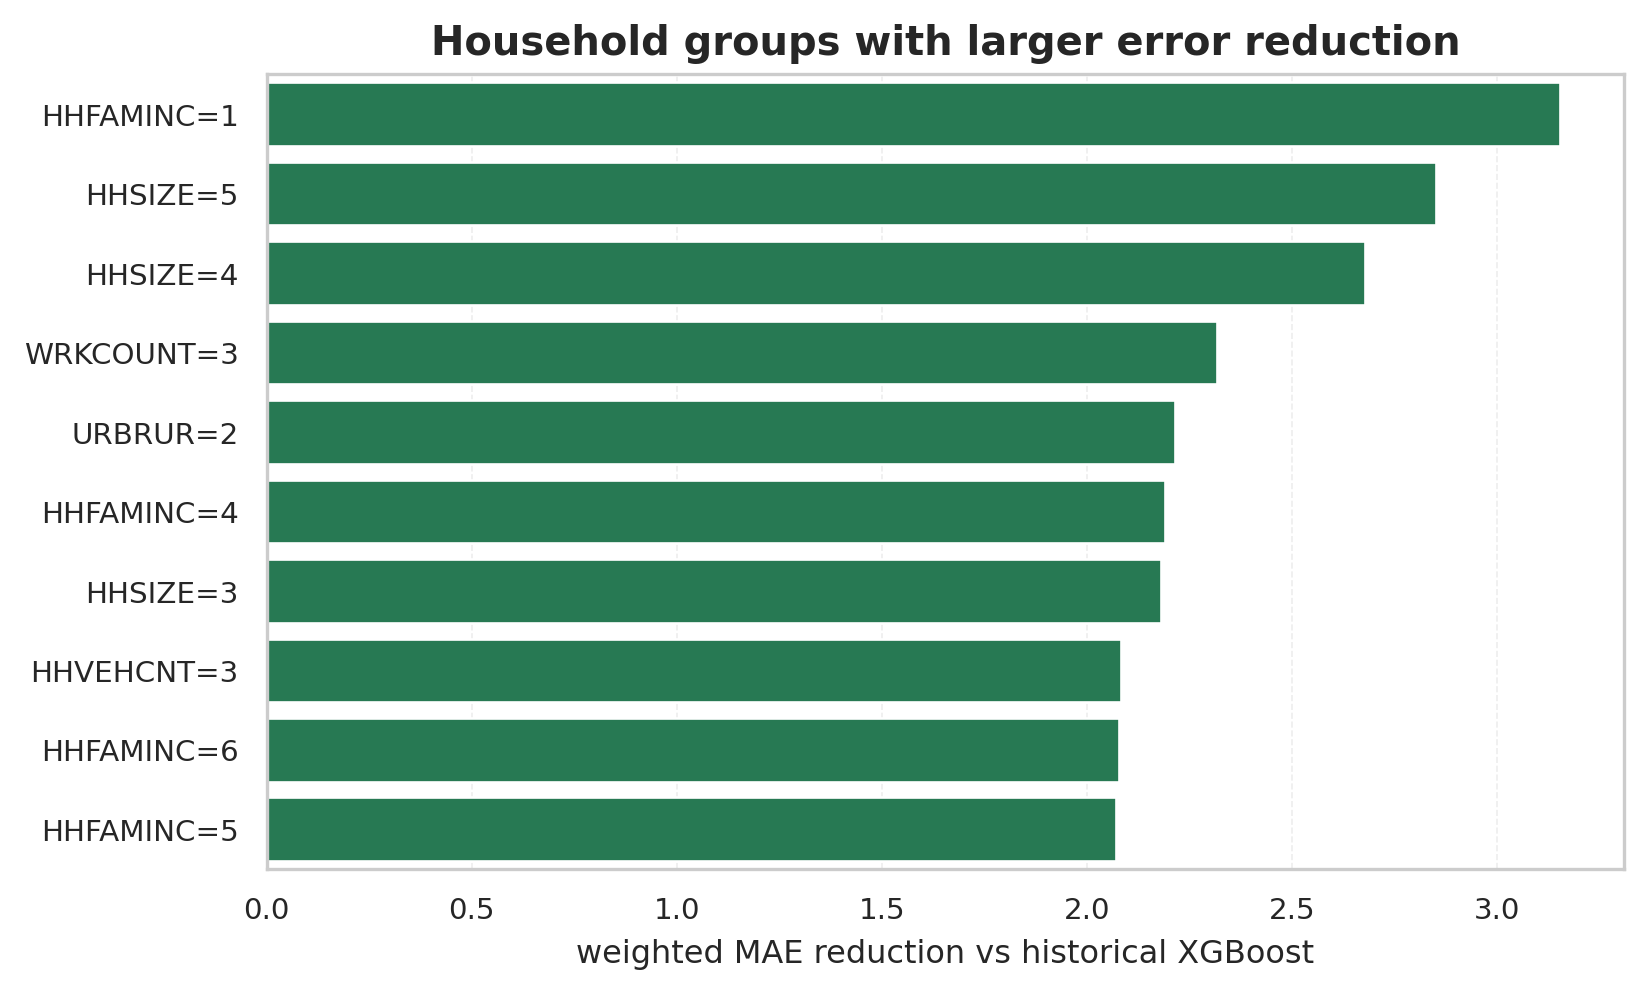 Household groups with larger error reduction
HHFAMINC=1
HHSIZE=5
HHSIZE=4
WRKCOUNT=3
URBRUR=2
HHFAMINC=4
HHSIZE=3
HHVEHCNT=3
HHFAMINC=6
HHFAMINC=5
0.0 0.5 1.0 1.5 2.0 2.5 3.0
weighted MAE reduction vs historical XGBoost